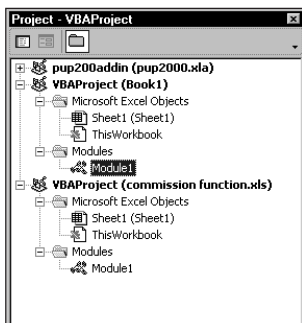 Project - VBAProject
pup200addin (pup2000.xla)
VBAProject (Book1)
Microsoft Excel Objects
Sheet1 (Sheet1)
ThisWorkbook
Modules
Module1
VBAProject (commission function.xls)
Microsoft Excel Objects
Sheet1 (Sheet1)
ThisWorkbook
Modules
Module1